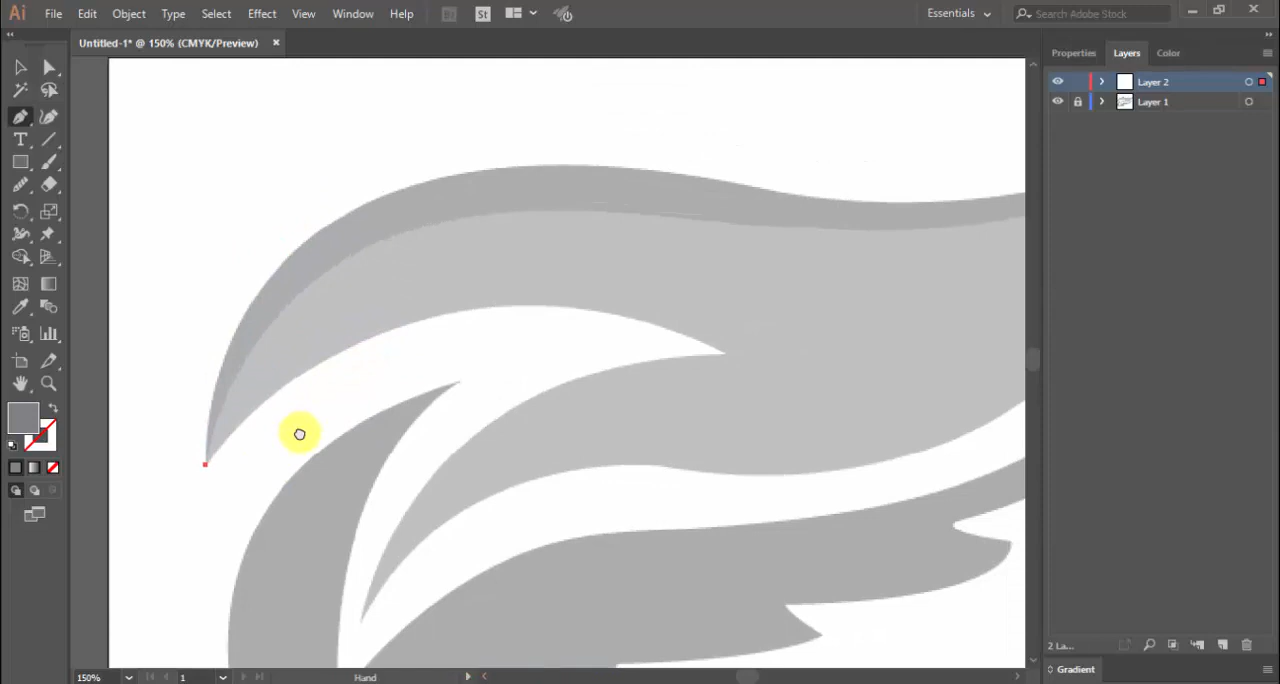 Ai File Edit Object Type Select Effect View Window Help Br St Essentials Search Adobe Stock
Untitled-1* @ 150% (CMYK/Preview)
Properties Layers Color
Layer 2
Layer 1
T
2 La...
Gradient
150% 1 Hand